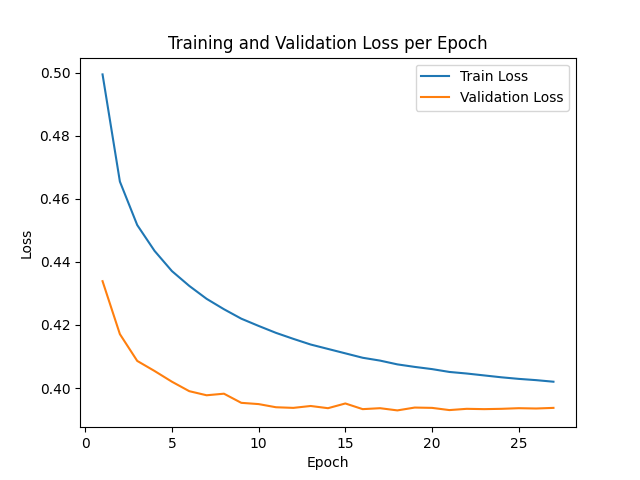 Training and Validation Loss per Epoch
Train Loss
Validation Loss
0.50
0.48
0.46
0.44
0.42
0.40
Loss
0
5
10
15
20
25
Epoch